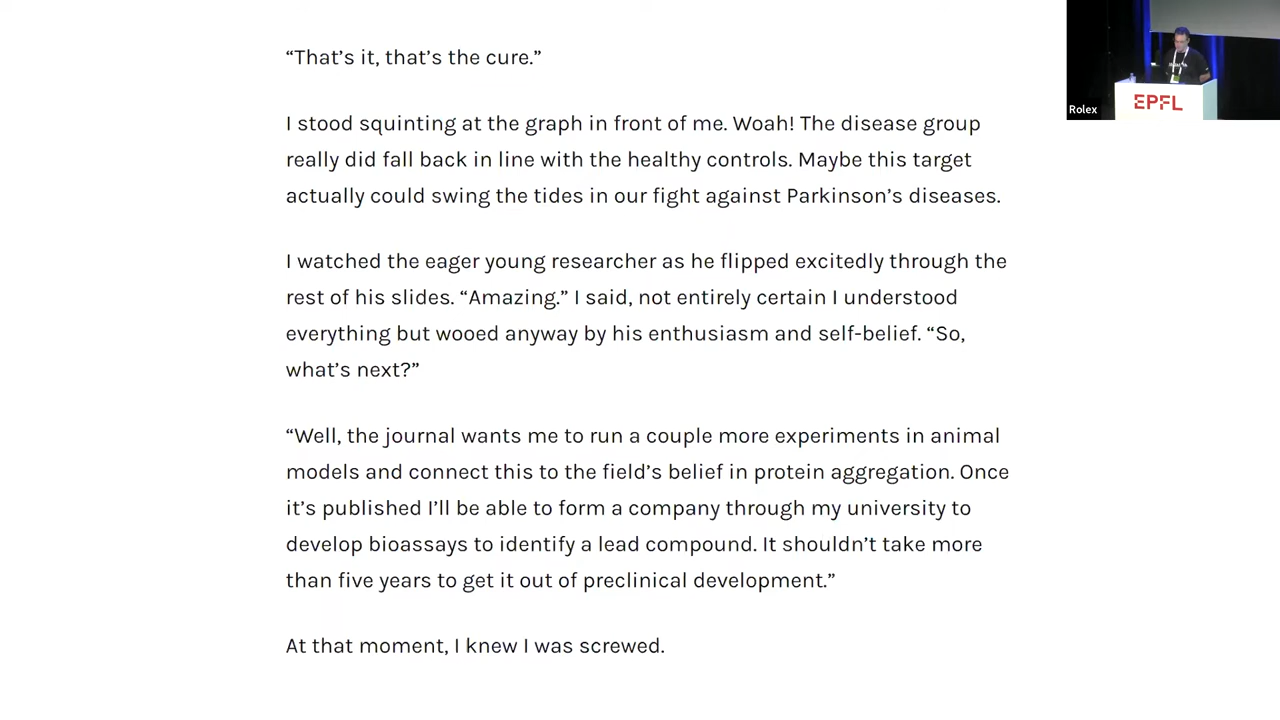 “That’s it, that’s the cure.”
I stood squinting at the graph in front of me. Woah! The disease group
really did fall back in line with the healthy controls. Maybe this target
actually could swing the tides in our fight against Parkinson’s diseases.
I watched the eager young researcher as he flipped excitedly through the
rest of his slides. “Amazing.” I said, not entirely certain I understood
everything but wooed anyway by his enthusiasm and self-belief. “So,
what’s next?”
“Well, the journal wants me to run a couple more experiments in animal
models and connect this to the field’s belief in protein aggregation. Once
it’s published I’ll be able to form a company through my university to
develop bioassays to identify a lead compound. It shouldn’t take more
than five years to get it out of preclinical development.”
At that moment, I knew I was screwed.
EPFL
Rolex